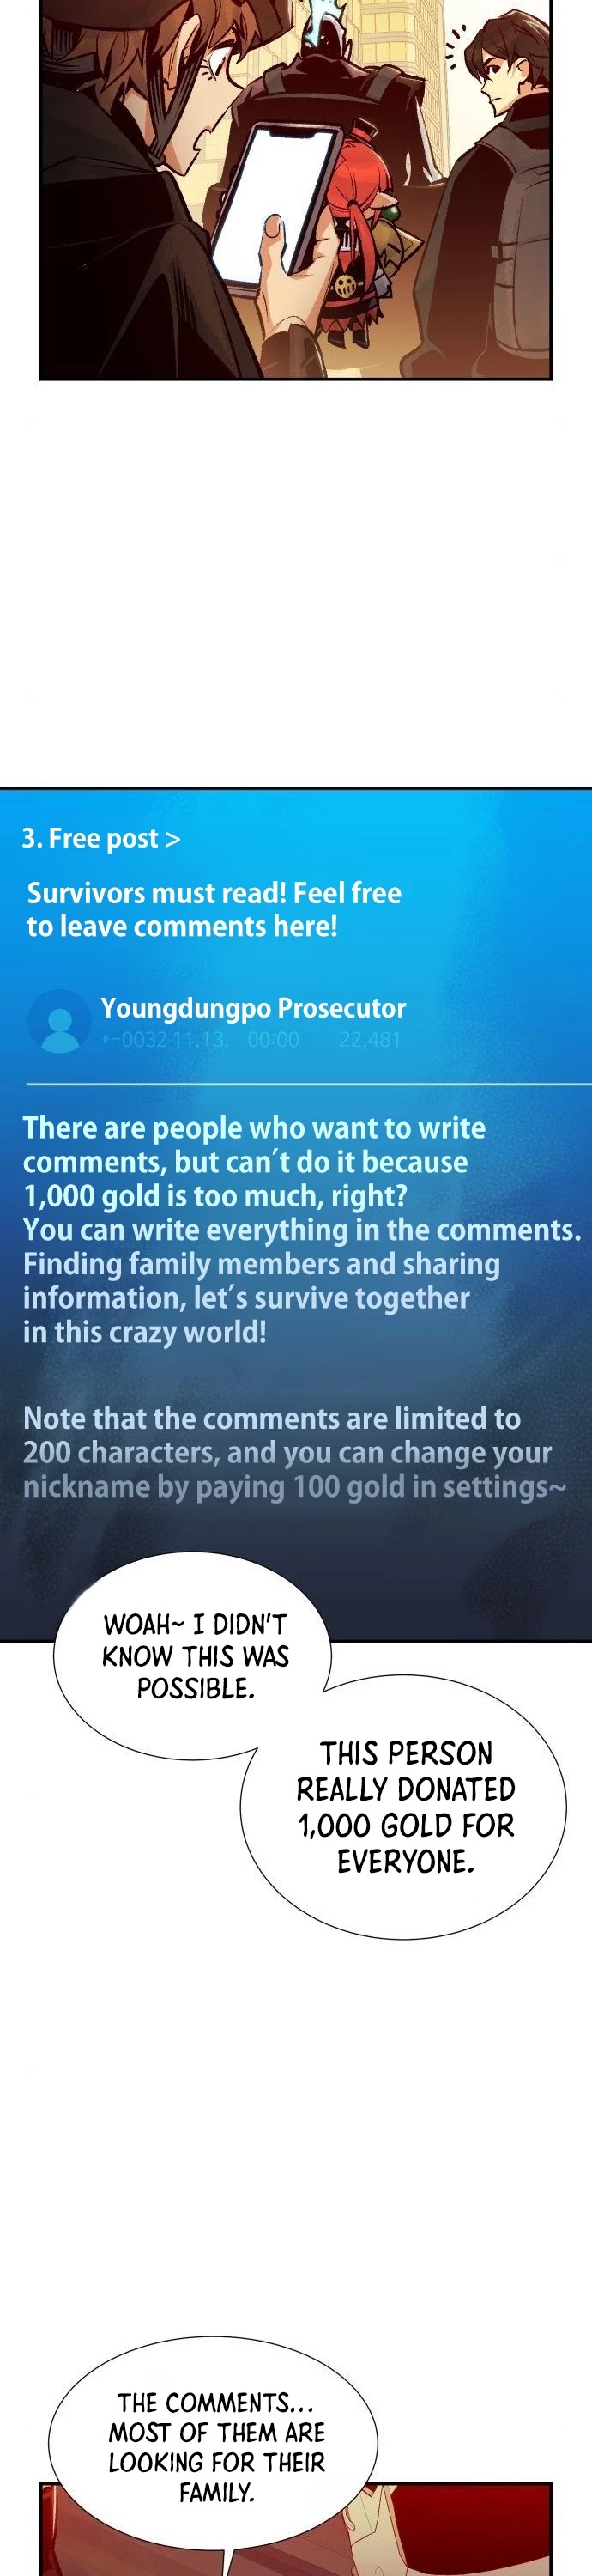 3. Free post >
Survivors must read! Feel free
to leave comments here!
Youngdungpo Prosecutor
*-0032 11.13. 00:00 22,481
There are people who want to write
comments, but can´t do it because
1,000 gold is too much, right?
You can write everything in the comments.
Finding family members and sharing
information, let´s survive together
in this crazy world!
Note that the comments are limited to
200 characters, and you can change your
nickname by paying 100 gold in settings~
WOAH~ I DIDN'T
KNOW THIS WAS
POSSIBLE.
THIS PERSON
REALLY DONATED
1,000 GOLD FOR
EVERYONE.
THE COMMENTS...
MOST OF THEM ARE
LOOKING FOR THEIR
FAMILY.